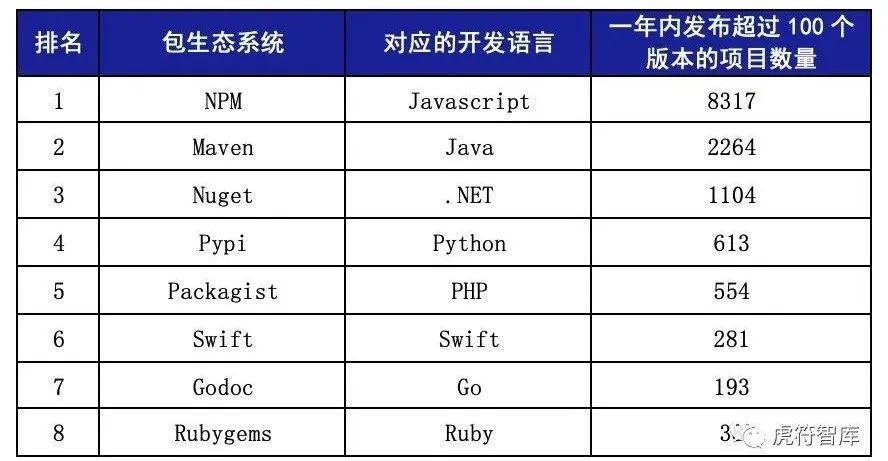 排名 包生态系统 对应的开发语言 一年内发布超过 100 个
版本的项目数量
1 NPM Javascript 8317
2 Maven Java 2264
3 Nuget .NET 1104
4 Pypi Python 613
5 Packagist PHP 554
6 Swift Swift 281
7 Godoc Go 193
8 Rubygems Ruby
虎符智库